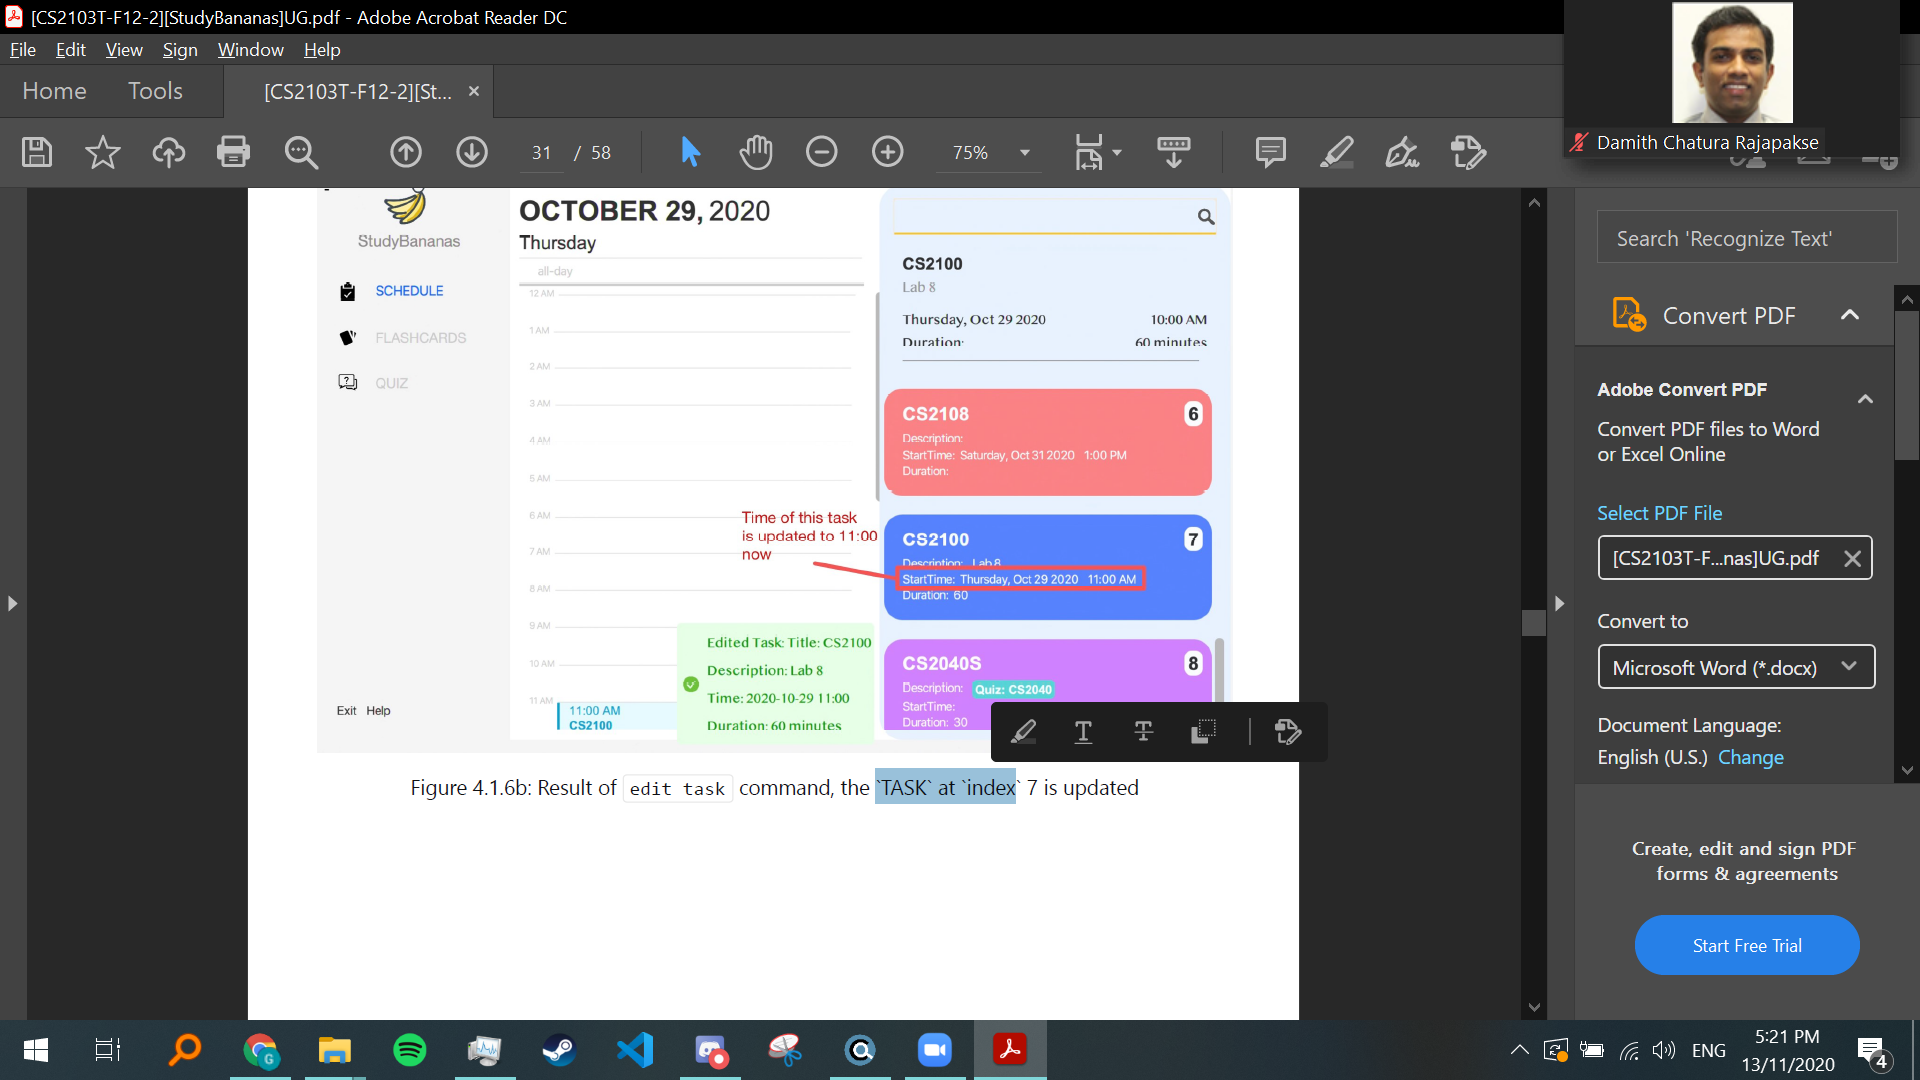 [CS2103T-F12-2][StudyBananas]UG.pdf - Adobe Acrobat Reader DC
File Edit View Sign Window Help
Home Tools [CS2103T-F12-2][St... ×
31 / 58 75%
Damith Chatura Rajapakse
StudyBananas
SCHEDULE
FLASHCARDS
QUIZ
Exit Help
OCTOBER 29, 2020
Thursday
all-day
12 AM
1 AM
2 AM
3 AM
4 AM
5 AM
6 AM
7 AM
8 AM
9 AM
10 AM
11 AM
11:00 AM
CS2100
Time of this task
is updated to 11:00
now
Edited Task: Title: CS2100
Description: Lab 8
Time: 2020-10-29 11:00
Duration: 60 minutes
CS2100
Lab 8
Thursday, Oct 29 2020 10:00 AM
Duration: 60 minutes
CS2108 6
Description:
StartTime: Saturday, Oct 31 2020 1:00 PM
Duration:
CS2100 7
Description: Lab 8
StartTime: Thursday, Oct 29 2020 11:00 AM
Duration: 60
CS2040S 8
Description: Quiz: CS2040
StartTime:
Duration: 30
Figure 4.1.6b: Result of edit task command, the `TASK` at `index` 7 is updated
Search 'Recognize Text'
Convert PDF
Adobe Convert PDF
Convert PDF files to Word
or Excel Online
Select PDF File
[CS2103T-F...nas]UG.pdf
Convert to
Microsoft Word (*.docx)
Document Language:
English (U.S.) Change
Create, edit and sign PDF
forms & agreements
Start Free Trial
ENG
5:21 PM
13/11/2020
4